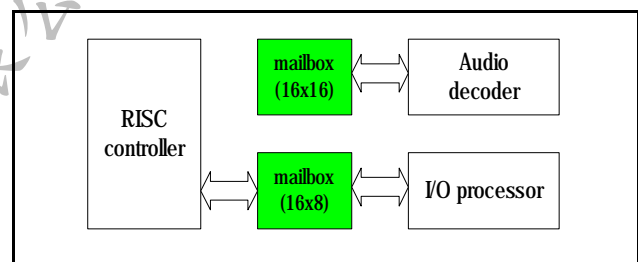 RISC
controller
mailbox
(16x16)
Audio
decoder
mailbox
(16x8)
I/O processor